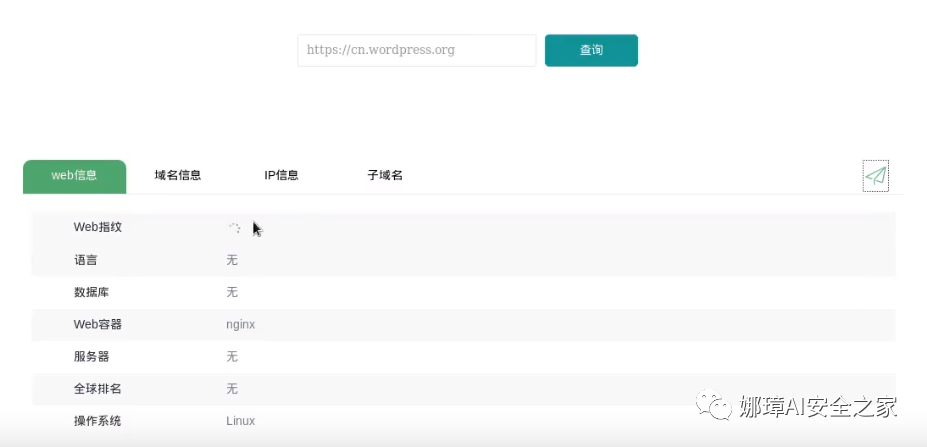 https://cn.wordpress.org 查询
web信息 域名信息 IP信息 子域名
Web指纹
语言 无
数据库 无
Web容器 nginx
服务器 无
全球排名 无
操作系统 Linux
娜璋AI安全之家